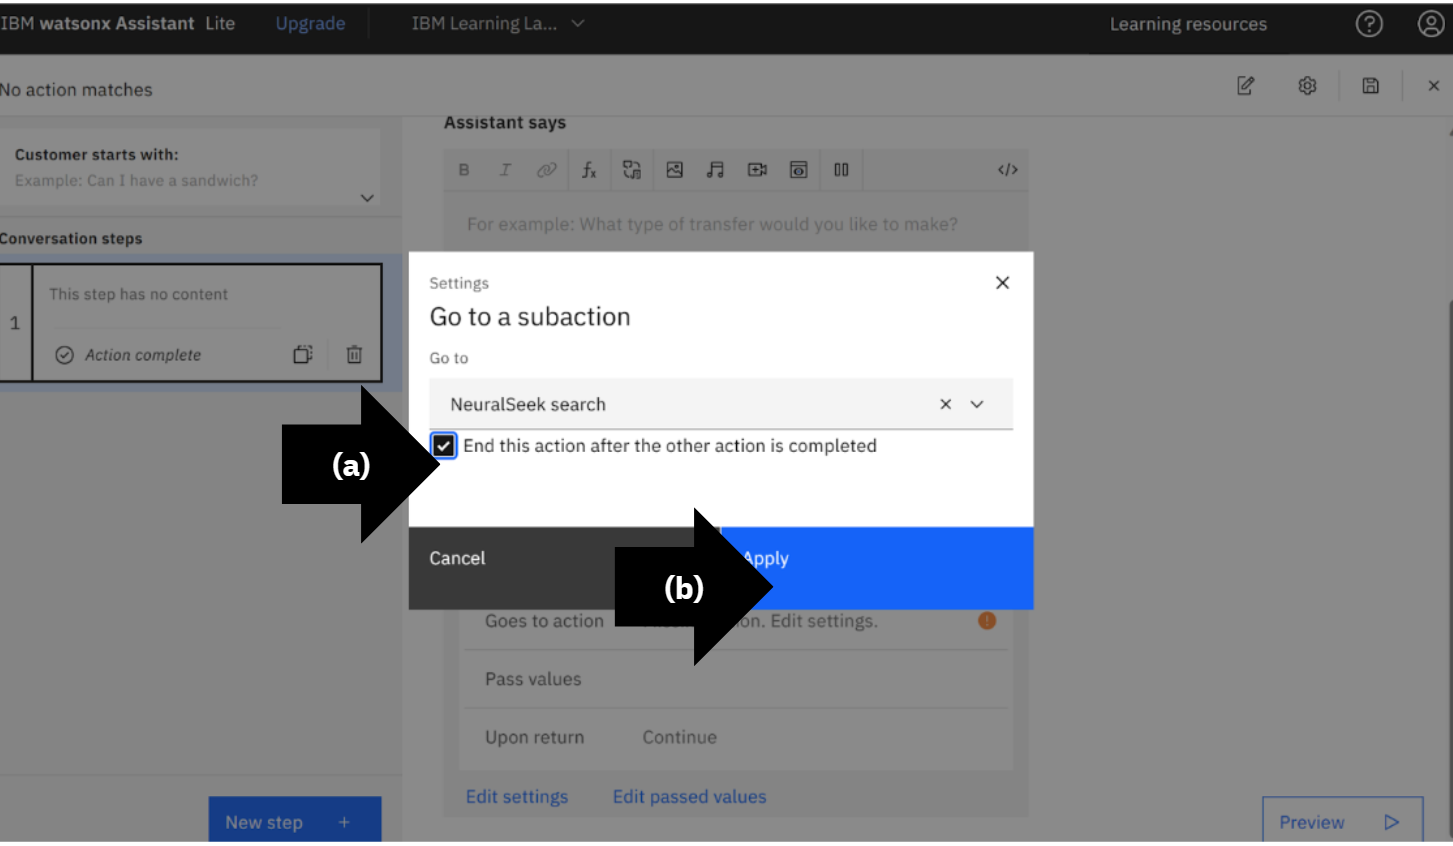 IBM watsonx Assistant Lite Upgrade IBM Learning La... Learning resources
No action matches
Customer starts with:
Example: Can I have a sandwich?
Conversation steps
1
This step has no content
Action complete
New step +
Assistant says
B I fx </>
For example: What type of transfer would you like to make?
Settings
Go to a subaction
Go to
NeuralSeek search
End this action after the other action is completed
(a)
Cancel
Apply
(b)
Goes to action on. Edit settings.
Pass values
Upon return Continue
Edit settings Edit passed values
Preview